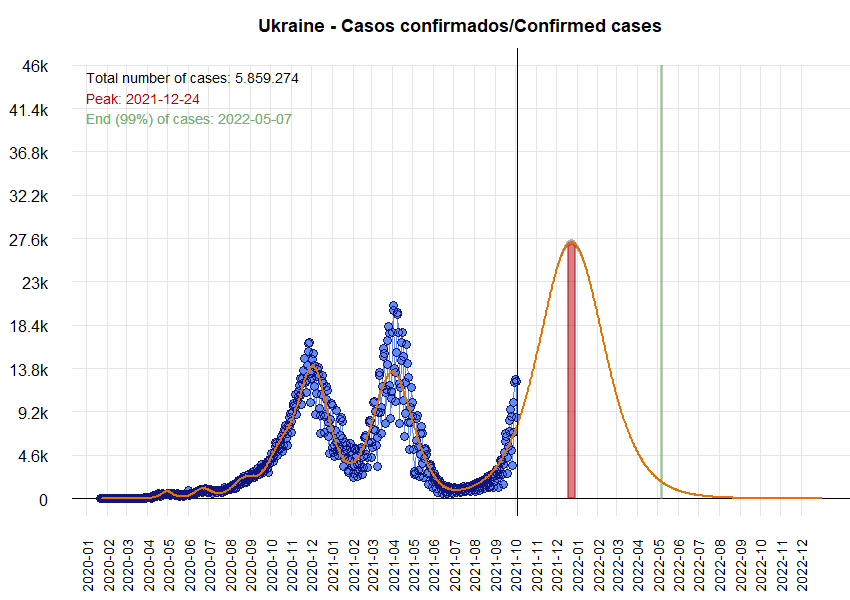 Ukraine - Casos confirmados/Confirmed cases
46k
Total number of cases: 5.859.274
Peak: 2021-12-24
41.4k
End (99%) of cases: 2022-05-07
36.8k
32.2k
27.6k
23k
18.4k
13.8k
9.2k
4.6k
0
2020-01
2020-02
2020-03
2020-04
2020-05
2020-06
2020-07
2020-08
2020-09
2020-10
2020-11
2020-12
2021-01
2021-02
2021-03
2021-04
2021-05
2021-06
2021-07
2021-08
2021-09
2021-10
2021-11
2021-12
2022-01
2022-02
2022-03
2022-04
2022-05
2022-06
2022-07
2022-08
2022-09
2022-10
2022-11
2022-12